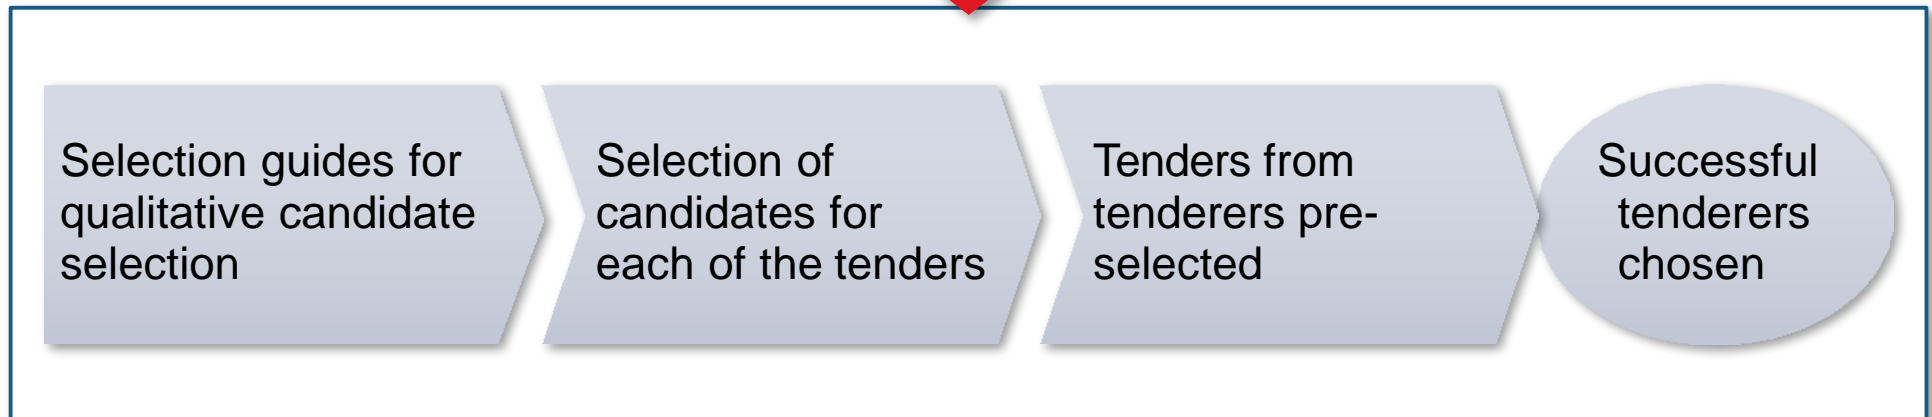 Selection guides for
qualitative candidate
selection
Selection of
candidates for
each of the tenders
Tenders from
tenderers pre-
selected
Successful
tenderers
chosen